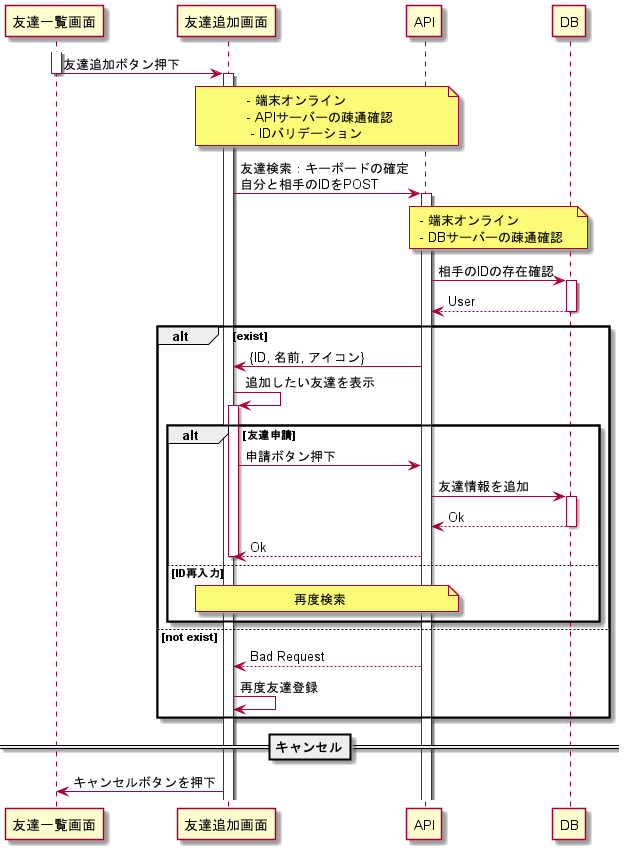 友達一覧画面
友達追加画面
API
DB
友達追加ボタン押下
- 端末オンライン
- APIサーバーの疎通確認
- IDバリデーション
友達検索：キーボードの確定
自分と相手のIDをPOST
- 端末オンライン
- DBサーバーの疎通確認
相手のIDの存在確認
User
alt
[exist]
{ID, 名前, アイコン}
追加したい友達を表示
alt
[友達申請]
申請ボタン押下
友達情報を追加
Ok
Ok
[ID再入力]
再度検索
[not exist]
Bad Request
再度友達登録
キャンセル
キャンセルボタンを押下
友達一覧画面
友達追加画面
API
DB